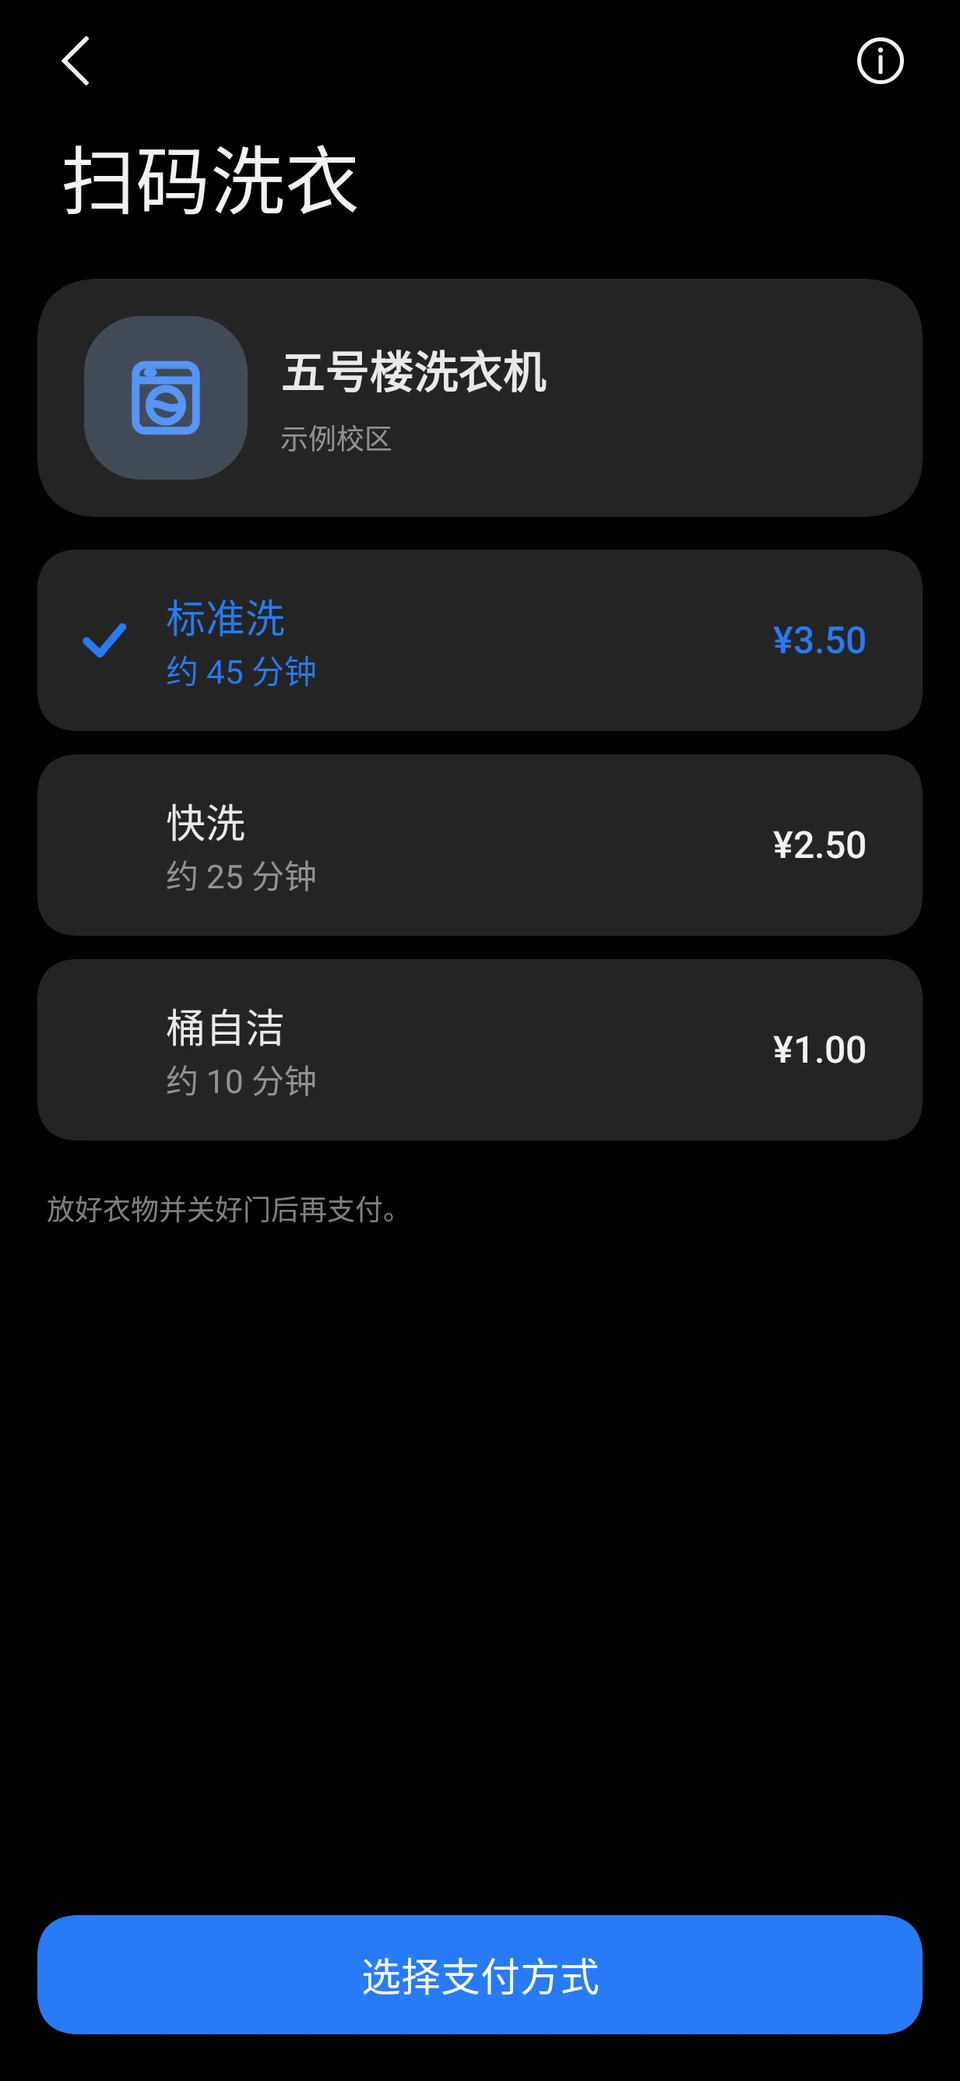 扫码洗衣
五号楼洗衣机
示例校区
标准洗
约 45 分钟
¥3.50
快洗
约 25 分钟
¥2.50
桶自洁
约 10 分钟
¥1.00
放好衣物并关好门后再支付。
选择支付方式